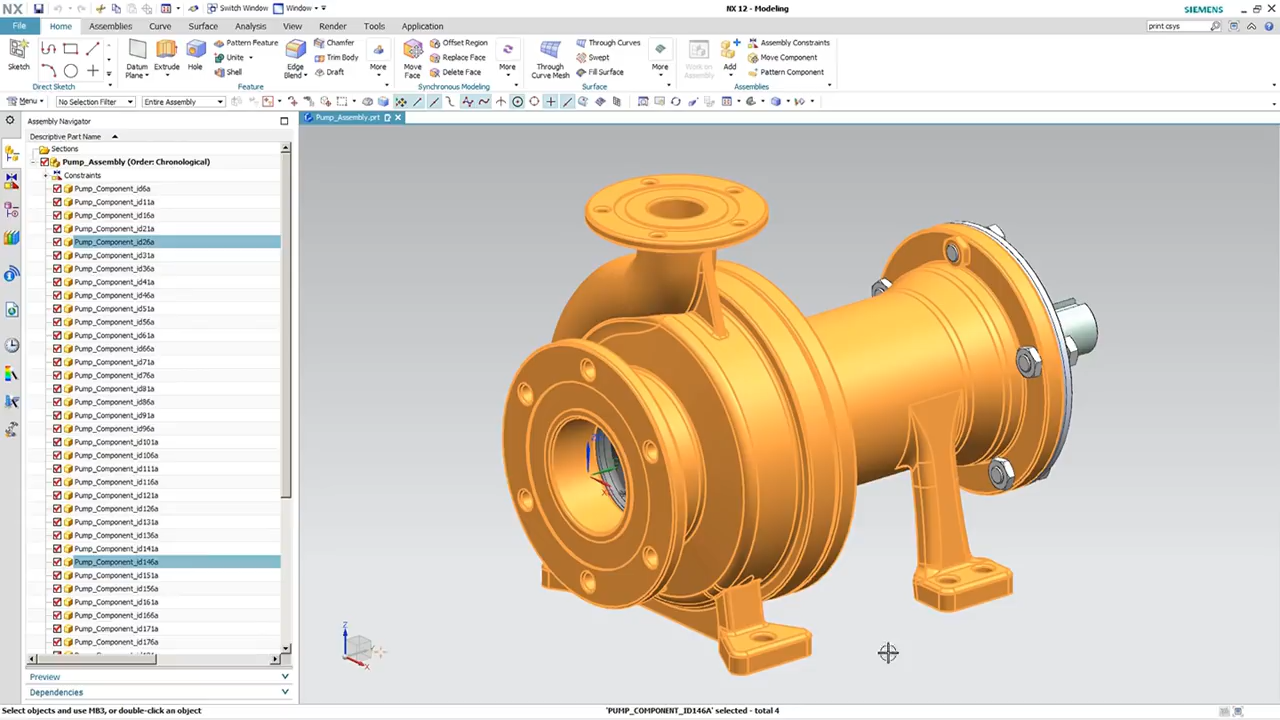 NX
Switch Window
Window
NX 12 - Modeling
SIEMENS
File
Home
Assemblies
Curve
Surface
Analysis
View
Render
Tools
Application
print csys
Sketch
Direct Sketch
Datum Plane
Extrude
Hole
Pattern Feature
Unite
Shell
Edge Blend
Chamfer
Trim Body
Draft
More
Feature
Move Face
Offset Region
Replace Face
Delete Face
More
Synchronous Modeling
Through Curve Mesh
Through Curves
Swept
Fill Surface
More
Surface
Work on Assembly
Add
Assembly Constraints
Move Component
Pattern Component
Assemblies
Menu
No Selection Filter
Entire Assembly
Assembly Navigator
Pump_Assembly.prt
Descriptive Part Name
Sections
Pump_Assembly (Order: Chronological)
Constraints
Pump_Component_id6a
Pump_Component_id11a
Pump_Component_id16a
Pump_Component_id21a
Pump_Component_id26a
Pump_Component_id31a
Pump_Component_id36a
Pump_Component_id41a
Pump_Component_id46a
Pump_Component_id51a
Pump_Component_id56a
Pump_Component_id61a
Pump_Component_id66a
Pump_Component_id71a
Pump_Component_id76a
Pump_Component_id81a
Pump_Component_id86a
Pump_Component_id91a
Pump_Component_id96a
Pump_Component_id101a
Pump_Component_id106a
Pump_Component_id111a
Pump_Component_id116a
Pump_Component_id121a
Pump_Component_id126a
Pump_Component_id131a
Pump_Component_id136a
Pump_Component_id141a
Pump_Component_id146a
Pump_Component_id151a
Pump_Component_id156a
Pump_Component_id161a
Pump_Component_id166a
Pump_Component_id171a
Pump_Component_id176a
Z
X
X
Preview
Dependencies
Select objects and use MB3, or double-click an object
'PUMP_COMPONENT_ID146A' selected - total 4